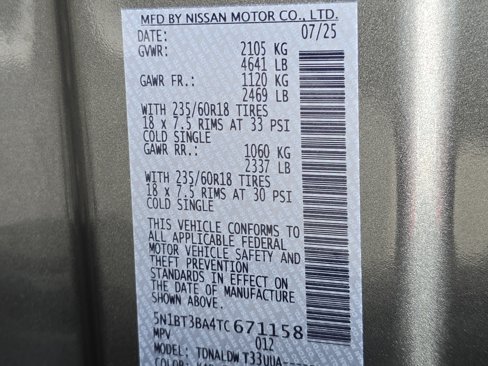 MFD BY NISSAN MOTOR CO., LTD.
DATE: 07/25
GVWR: 2105 KG
4641 LB
GAWR FR.: 1120 KG
2469 LB
WITH 235/60R18 TIRES
18 x 7.5 RIMS AT 33 PSI
COLD SINGLE
GAWR RR.: 1060 KG
2337 LB
WITH 235/60R18 TIRES
18 x 7.5 RIMS AT 30 PSI
COLD SINGLE
THIS VEHICLE CONFORMS TO
ALL APPLICABLE FEDERAL
MOTOR VEHICLE SAFETY AND
THEFT PREVENTION
STANDARDS IN EFFECT ON
THE DATE OF MANUFACTURE
SHOWN ABOVE.
5N1BT3BA4TC671158
MPV 012
MODEL: TDNALDW T33UUA-----
COLOR: